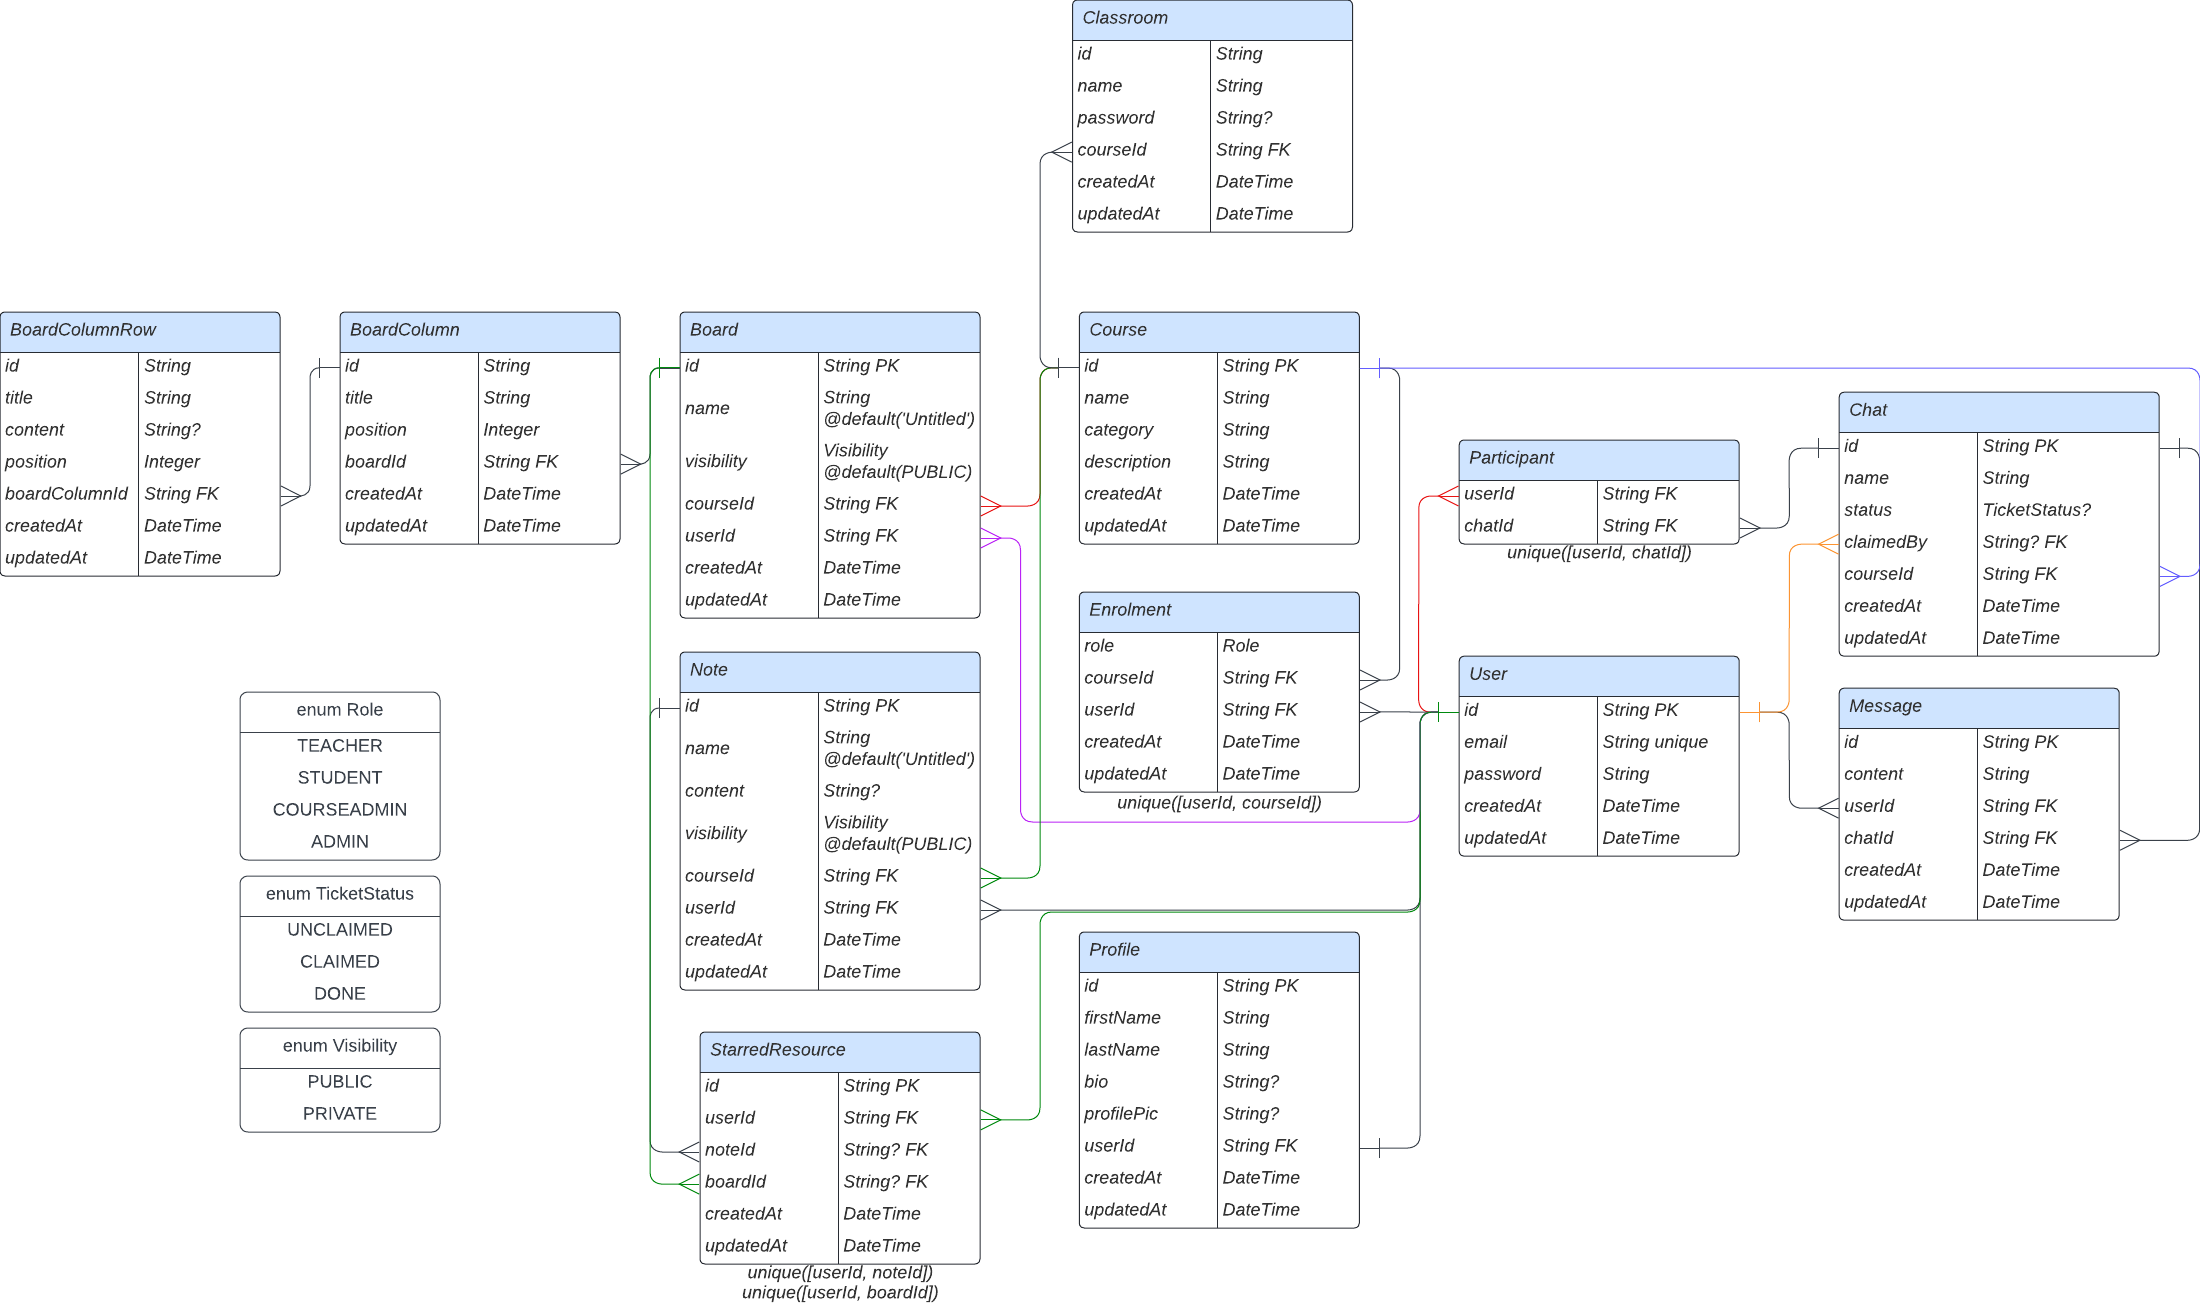 Classroom
id String
name String
password String?
courseId String FK
createdAt DateTime
updatedAt DateTime
BoardColumnRow
id String
title String
content String?
position Integer
boardColumnId String FK
createdAt DateTime
updatedAt DateTime
BoardColumn
id String
title String
position Integer
boardId String FK
createdAt DateTime
updatedAt DateTime
Board
id String PK
name String
@default('Untitled')
visibility Visibility
@default(PUBLIC)
courseId String FK
userId String FK
createdAt DateTime
updatedAt DateTime
Course
id String PK
name String
category String
description String
createdAt DateTime
updatedAt DateTime
Participant
userId String FK
chatId String FK
unique([userId, chatId])
Chat
id String PK
name String
status TicketStatus?
claimedBy String? FK
courseId String FK
createdAt DateTime
updatedAt DateTime
Enrolment
role Role
courseId String FK
userId String FK
createdAt DateTime
updatedAt DateTime
unique([userId, courseId])
User
id String PK
email String unique
password String
createdAt DateTime
updatedAt DateTime
Message
id String PK
content String
userId String FK
chatId String FK
createdAt DateTime
updatedAt DateTime
Note
id String PK
name String
@default('Untitled')
content String?
visibility Visibility
@default(PUBLIC)
courseId String FK
userId String FK
createdAt DateTime
updatedAt DateTime
enum Role
TEACHER
STUDENT
COURSEADMIN
ADMIN
enum TicketStatus
UNCLAIMED
CLAIMED
DONE
enum Visibility
PUBLIC
PRIVATE
Profile
id String PK
firstName String
lastName String
bio String?
profilePic String?
userId String FK
createdAt DateTime
updatedAt DateTime
StarredResource
id String PK
userId String FK
noteId String? FK
boardId String? FK
createdAt DateTime
updatedAt DateTime
unique([userId, noteId])
unique([userId, boardId])